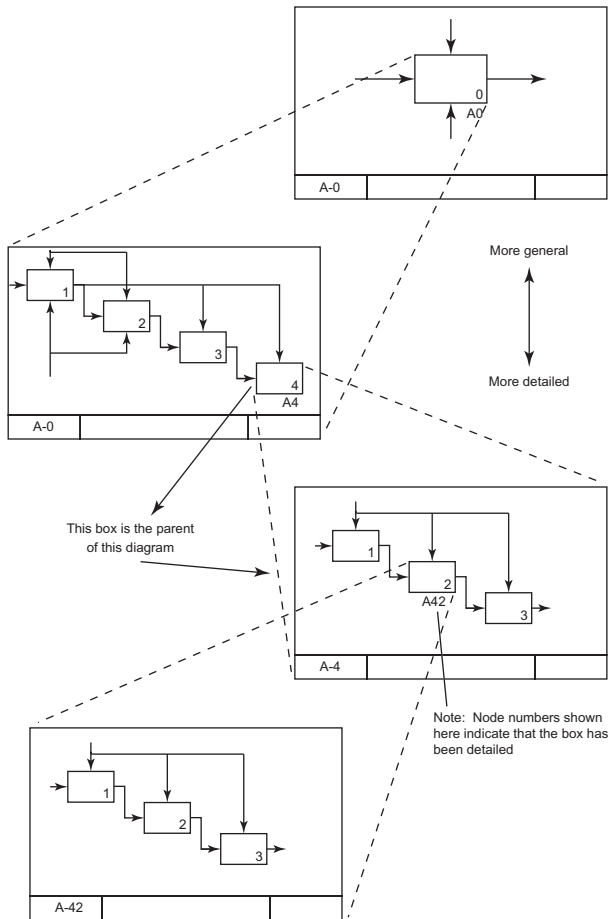 0
A0
A-0
More general
More detailed
1
2
3
4
A4
A-0
This box is the parent
of this diagram
1
2
A42
3
A-4
Note: Node numbers shown
here indicate that the box has
been detailed
1
2
3
A-42